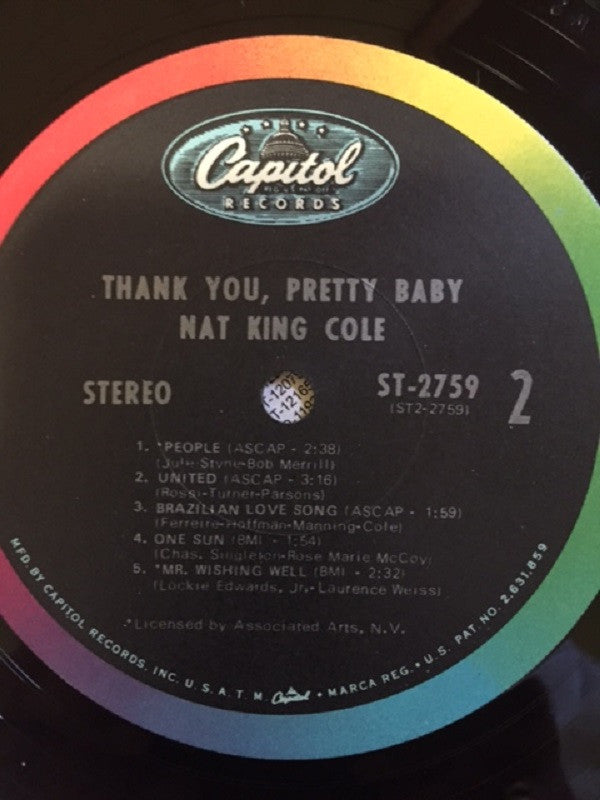 Capitol
RECORDS
THANK YOU, PRETTY BABY
NAT KING COLE
STEREO
ST-2759
(ST2-2759)
2
1. *PEOPLE (ASCAP - 2:38)
(Jule Styne-Bob Merrill)
2. UNITED (ASCAP - 3:16)
(Ross-Turner-Parsons)
3. BRAZILIAN LOVE SONG (ASCAP - 1:59)
(Ferreire-Hoffman-Manning-Cole)
4. ONE SUN (BMI - 1:54)
(Chas. Singleton-Rose Marie McCoy)
5. *MR. WISHING WELL (BMI - 2:32)
(Lockie Edwards, Jr.-Laurence Weiss)
*Licensed by Associated Arts, N.V.
MFD. BY CAPITOL RECORDS, INC. U.S.A. T.M. Capitol • MARCA REG. • U.S. PAT. NO. 2,631,859